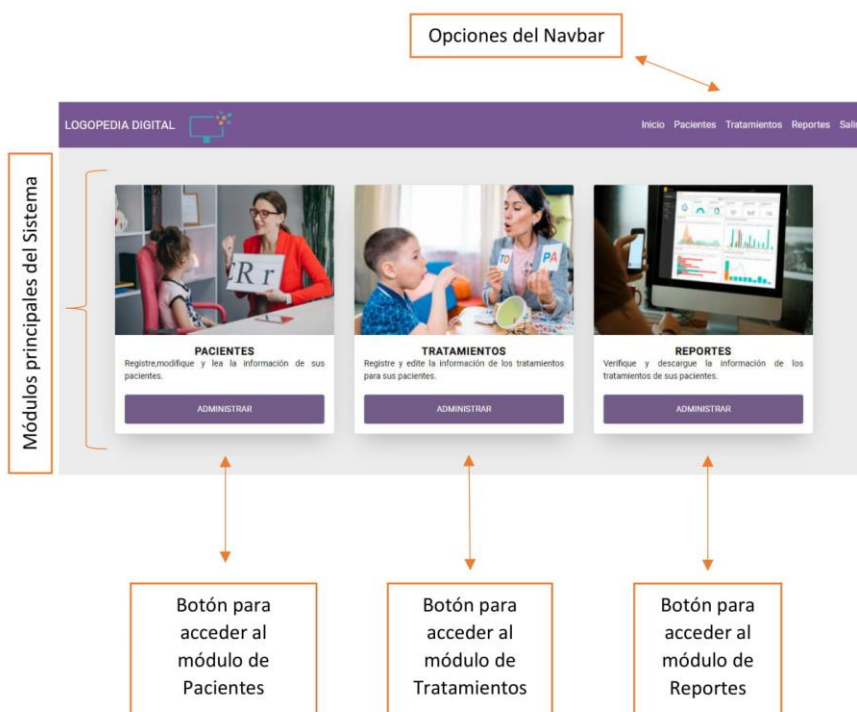 Opciones del Navbar
LOGOPEDIA DIGITAL
Inicio Pacientes Tratamientos Reportes Salir
Módulos principales del Sistema
Rr
TO PA
PACIENTES
Registre,modifique y lea la información de sus
pacientes.
ADMINISTRAR
TRATAMIENTOS
Registre y edite la información de los tratamientos
para sus pacientes.
ADMINISTRAR
REPORTES
Verifique y descargue la información de los
tratamientos de sus pacientes.
ADMINISTRAR
Botón para
acceder al
módulo de
Pacientes
Botón para
acceder al
módulo de
Tratamientos
Botón para
acceder al
módulo de
Reportes